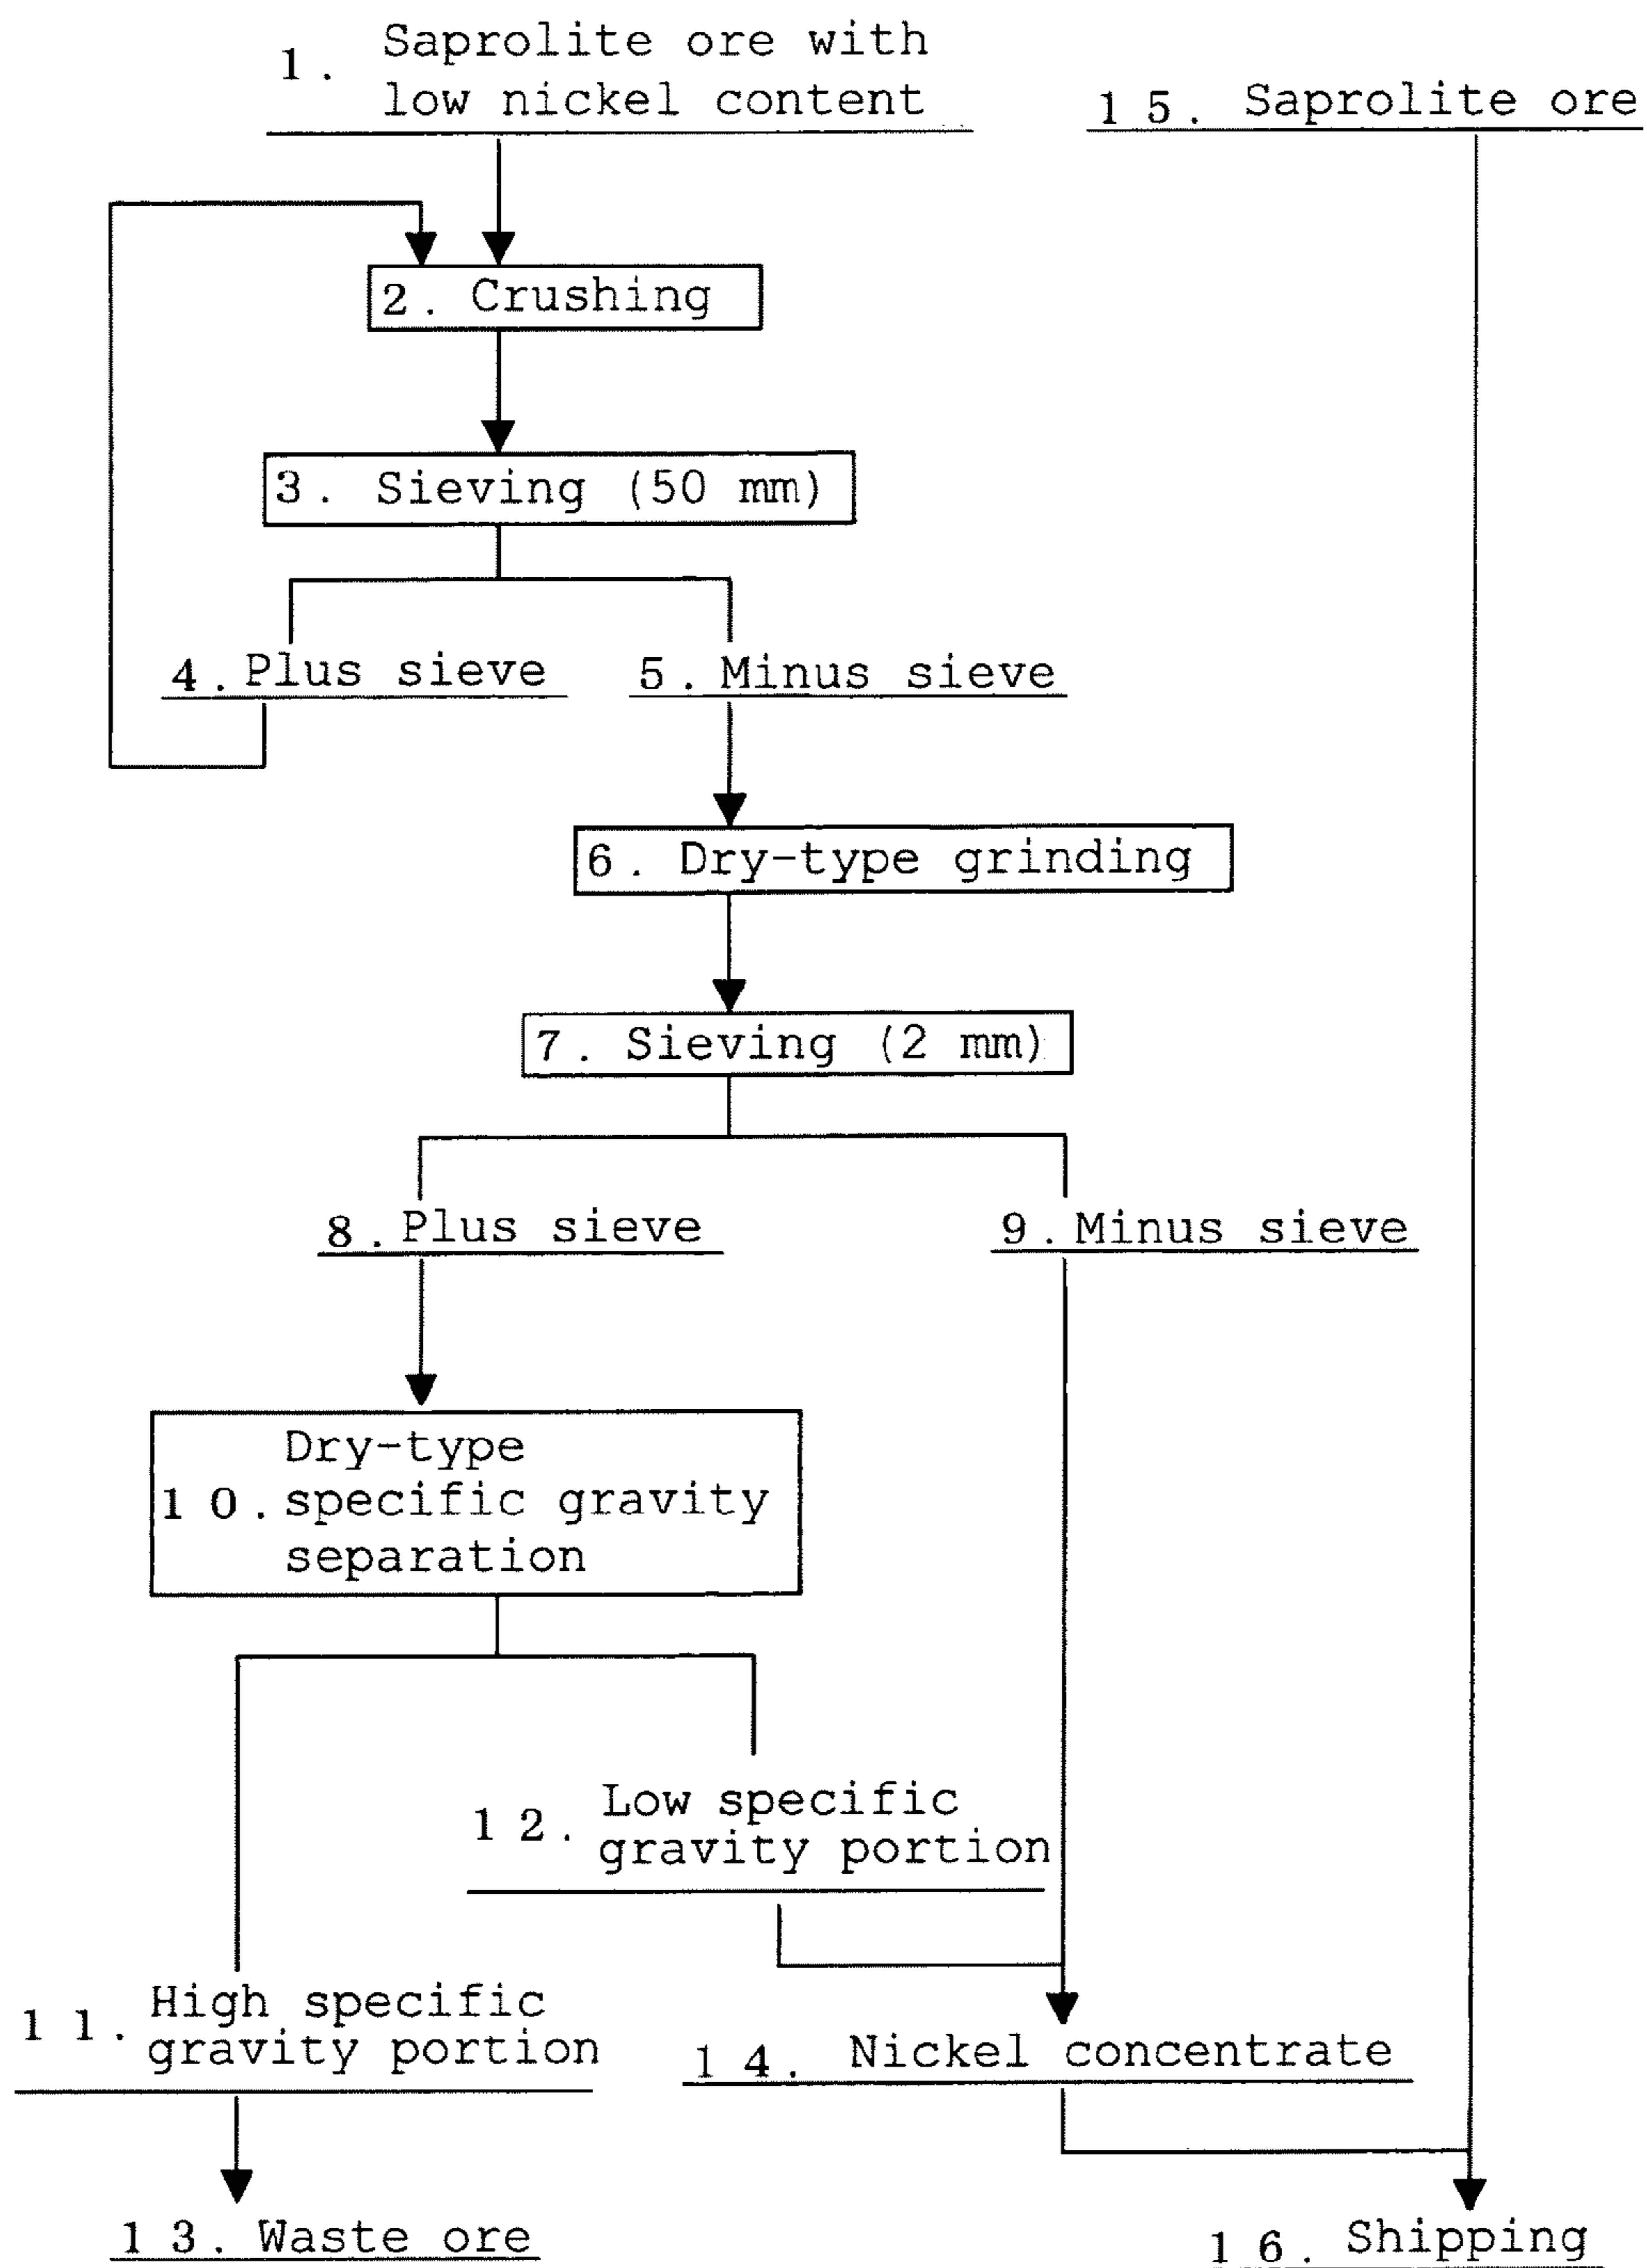 1. Saprolite ore with
low nickel content
15. Saprolite ore
2. Crushing
3. Sieving (50 mm)
4. Plus sieve
5. Minus sieve
6. Dry-type grinding
7. Sieving (2 mm)
8. Plus sieve
9. Minus sieve
Dry-type
10. specific gravity
separation
12. Low specific
gravity portion
11. High specific
gravity portion
14. Nickel concentrate
13. Waste ore
16. Shipping